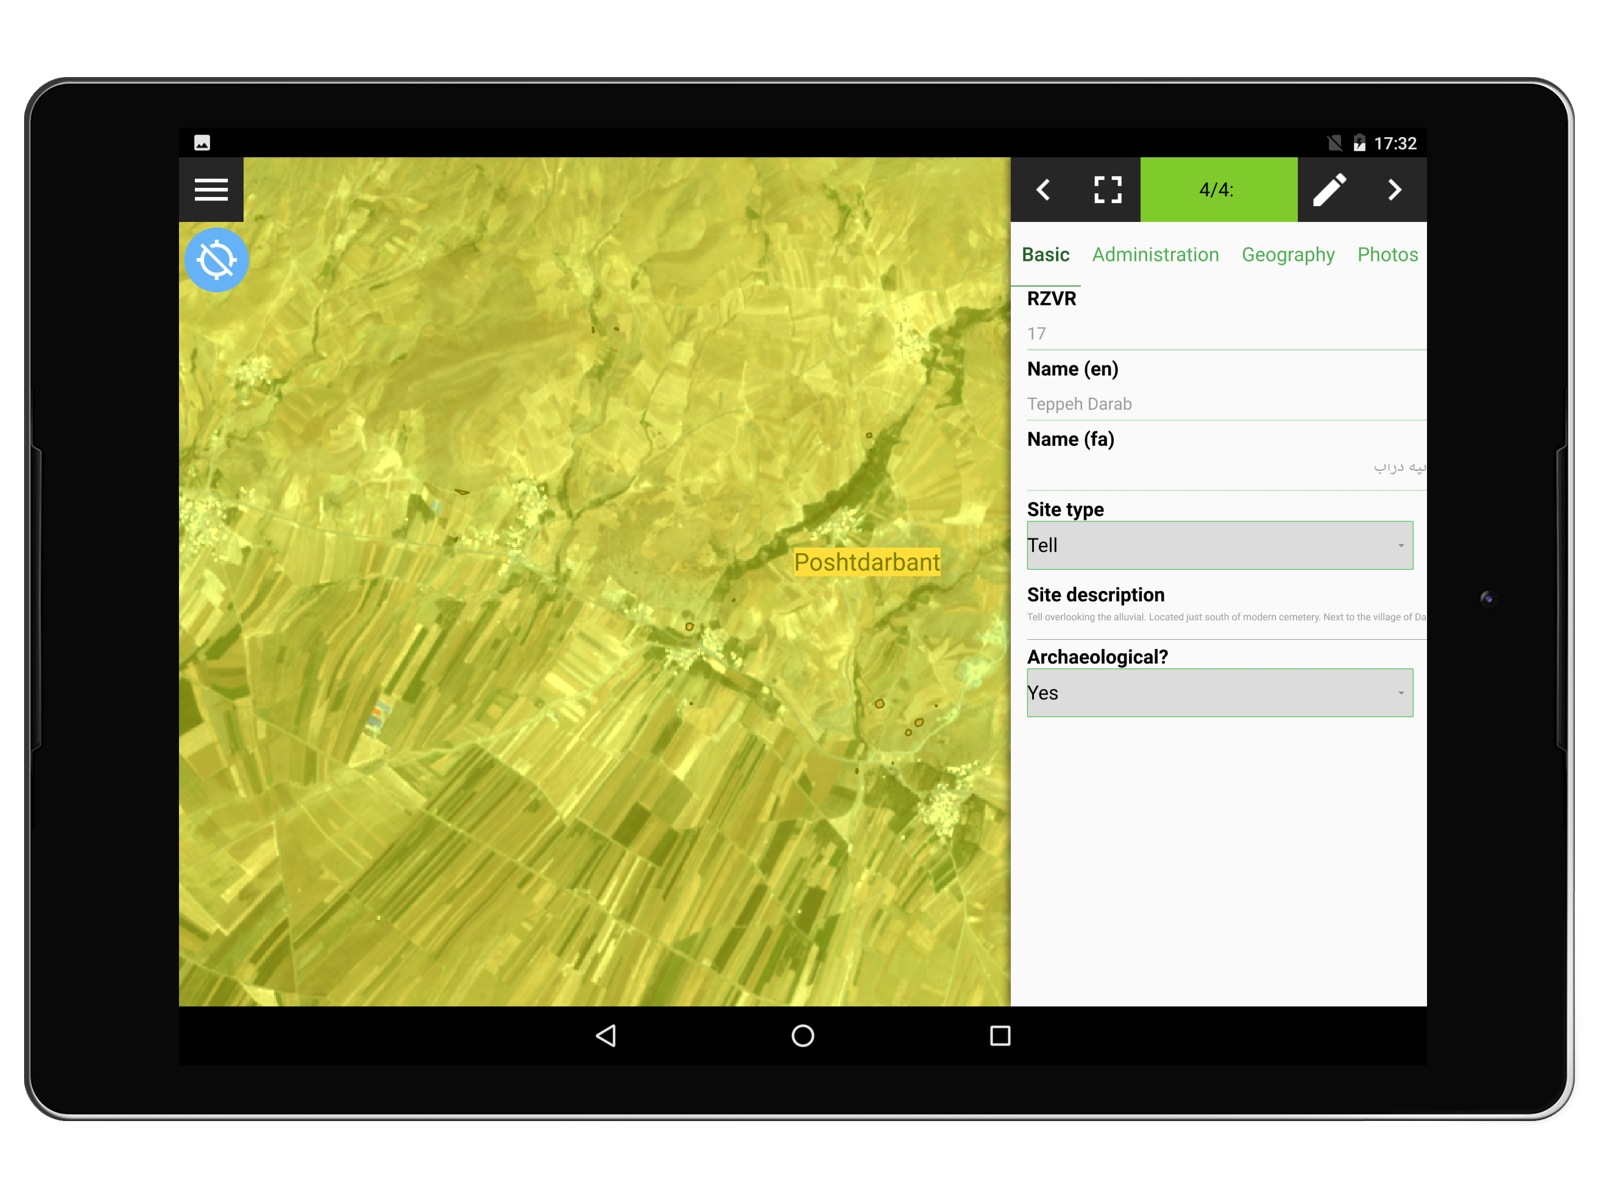 17:32
4/4:
Basic Administration Geography Photos
RZVR
17
Name (en)
Teppeh Darab
Name (fa)
تپه دراب
Site type
Tell
Site description
Tell overlooking the alluvial. Located just south of modern cemetery. Next to the village of Da
Archaeological?
Yes
Poshtdarbant